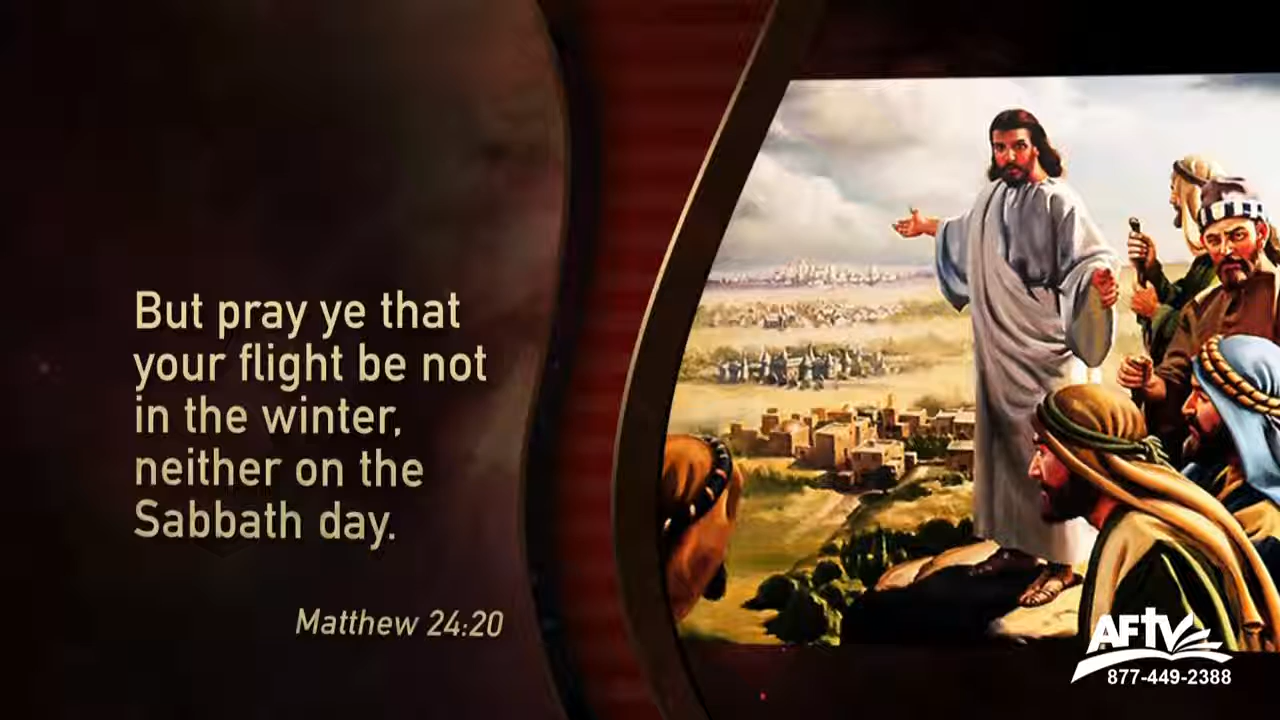 But pray ye that
your flight be not
in the winter,
neither on the
Sabbath day.
Matthew 24:20
AFTV
877-449-2388